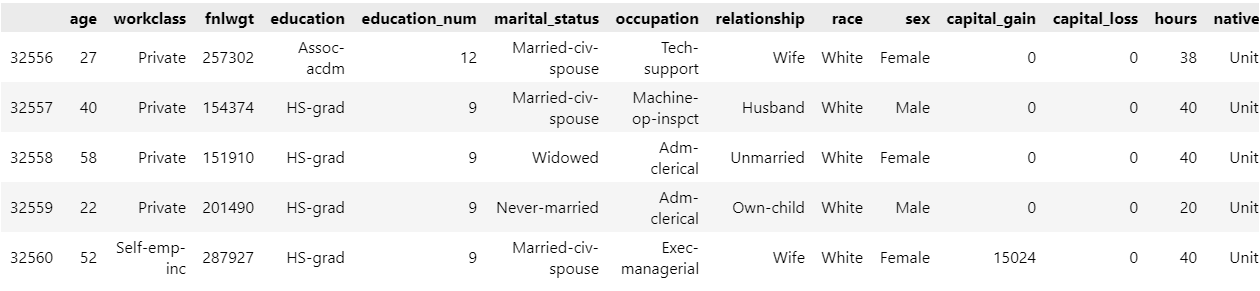 age workclass fnlwgt education education_num marital_status occupation relationship race sex capital_gain capital_loss hours native
32556 27 Private 257302 Assoc-acdm 12 Married-civ-spouse Tech-support Wife White Female 0 0 38 Unit
32557 40 Private 154374 HS-grad 9 Married-civ-spouse Machine-op-inspct Husband White Male 0 0 40 Unit
32558 58 Private 151910 HS-grad 9 Widowed Adm-clerical Unmarried White Female 0 0 40 Unit
32559 22 Private 201490 HS-grad 9 Never-married Adm-clerical Own-child White Male 0 0 20 Unit
32560 52 Self-emp-inc 287927 HS-grad 9 Married-civ-spouse Exec-managerial Wife White Female 15024 0 40 Unit